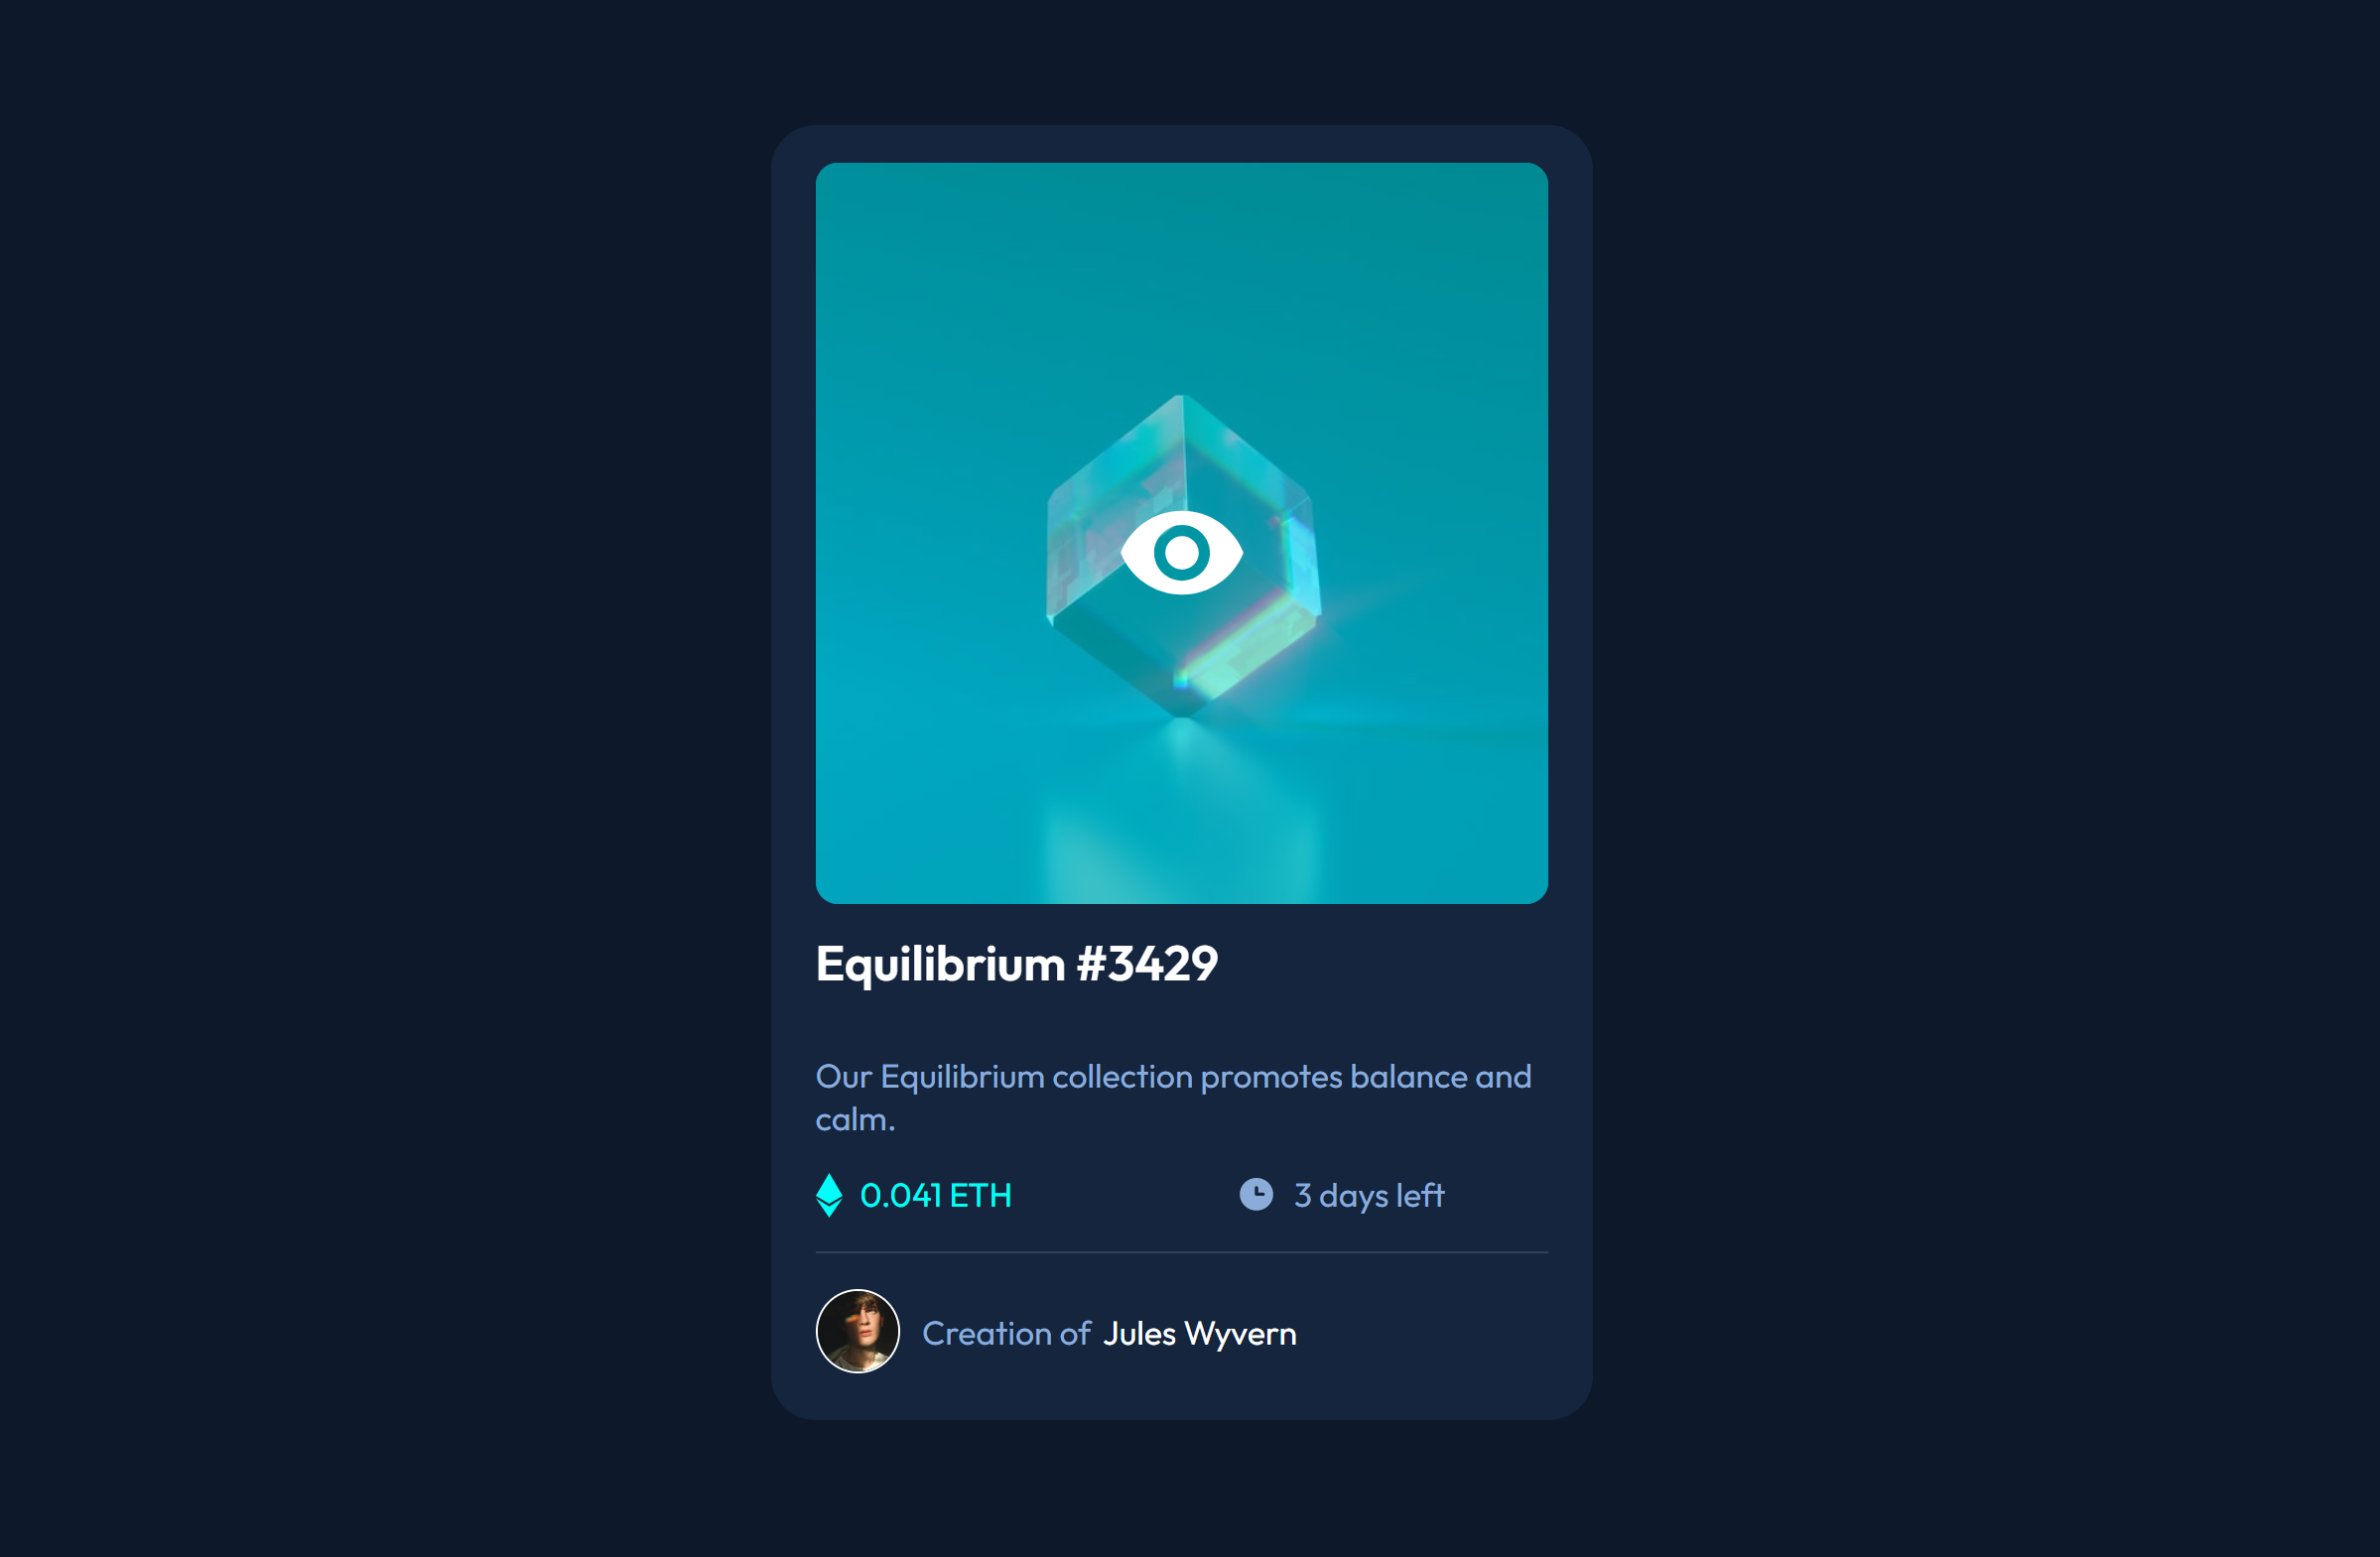 Equilibrium #3429
Our Equilibrium collection promotes balance and
calm.
0.041 ETH
3 days left
Creation of Jules Wyvern